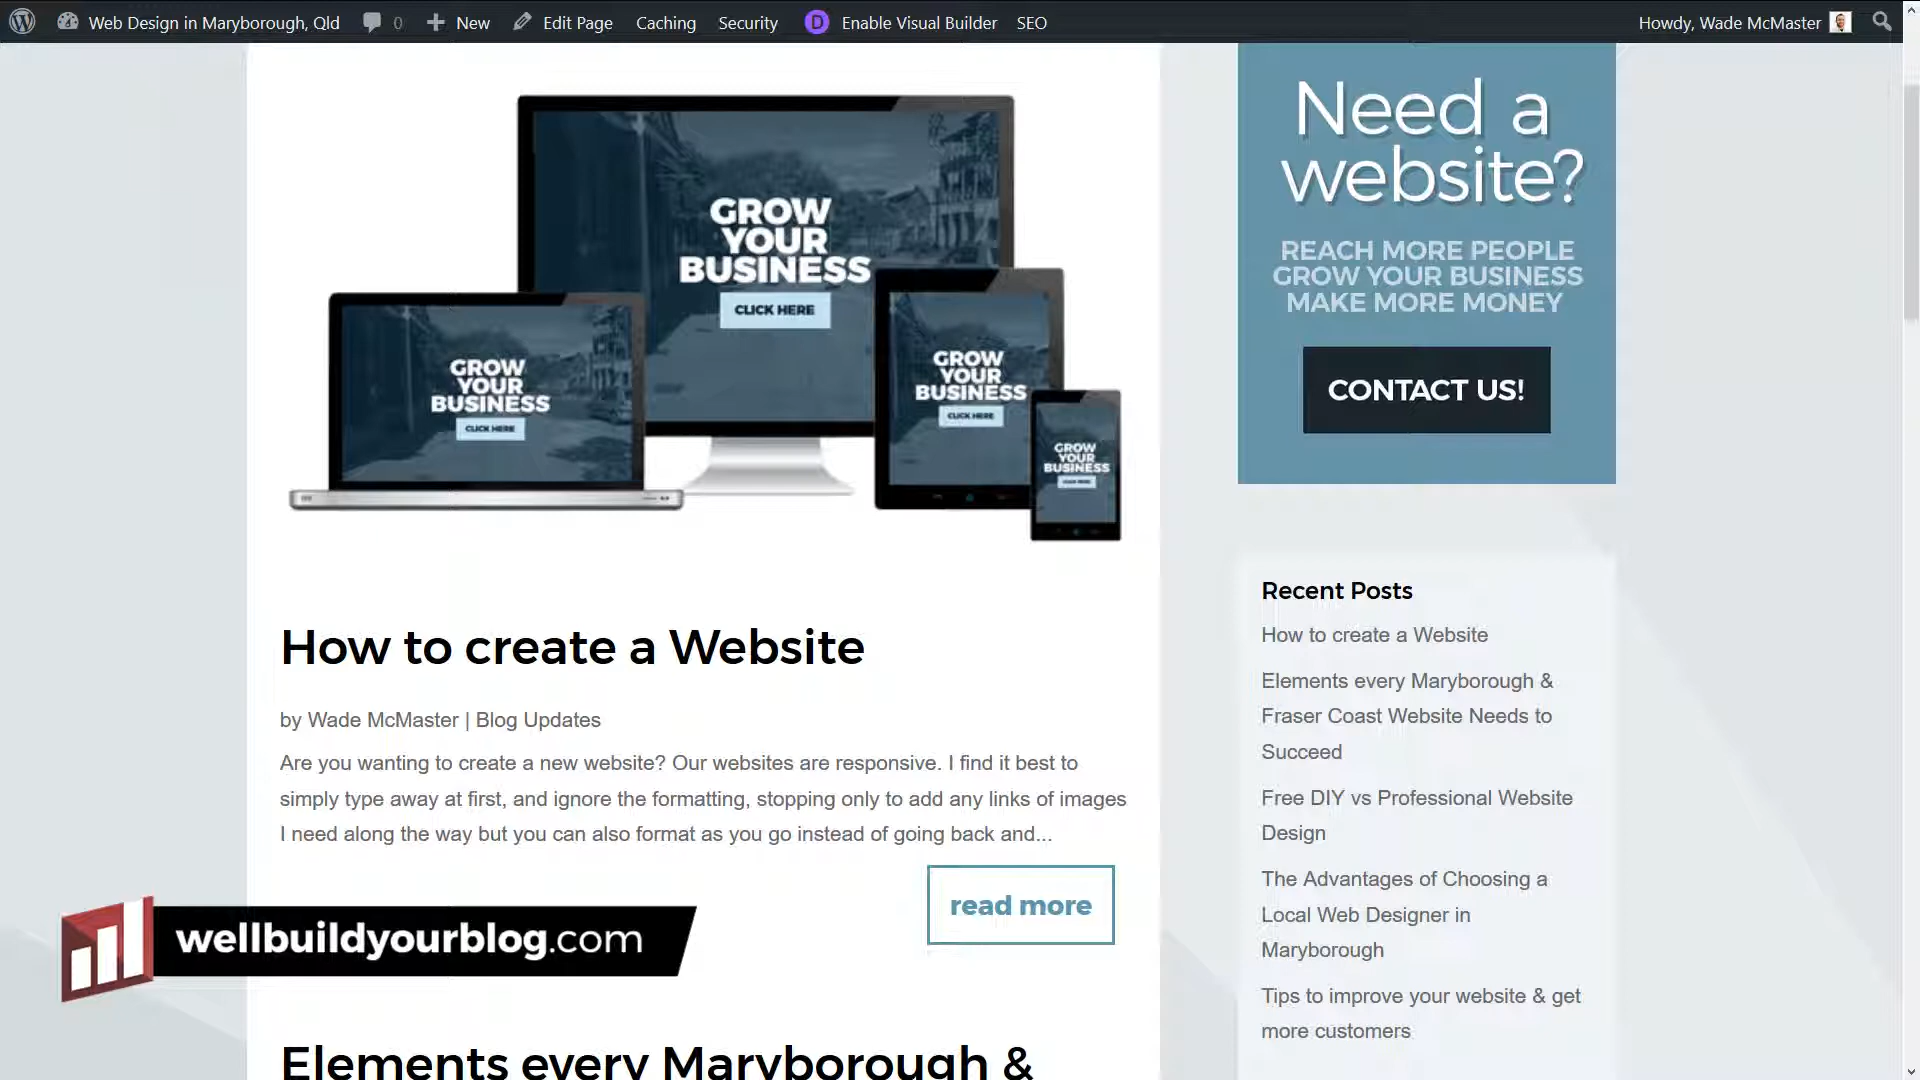 Web Design in Maryborough, Qld 0 New Edit Page Caching Security D Enable Visual Builder SEO Howdy, Wade McMaster
GROW
YOUR
BUSINESS
CLICK HERE
GROW
YOUR
BUSINESS
CLICK HERE
GROW
YOUR
BUSINESS
CLICK HERE
GROW
YOUR
BUSINESS
CLICK HERE
How to create a Website
by Wade McMaster | Blog Updates
Are you wanting to create a new website? Our websites are responsive. I find it best to
simply type away at first, and ignore the formatting, stopping only to add any links of images
I need along the way but you can also format as you go instead of going back and...
read more
wellbuildyourblog.com
Elements every Maryborough &
Need a
website?
REACH MORE PEOPLE
GROW YOUR BUSINESS
MAKE MORE MONEY
CONTACT US!
Recent Posts
How to create a Website
Elements every Maryborough &
Fraser Coast Website Needs to
Succeed
Free DIY vs Professional Website
Design
The Advantages of Choosing a
Local Web Designer in
Maryborough
Tips to improve your website & get
more customers